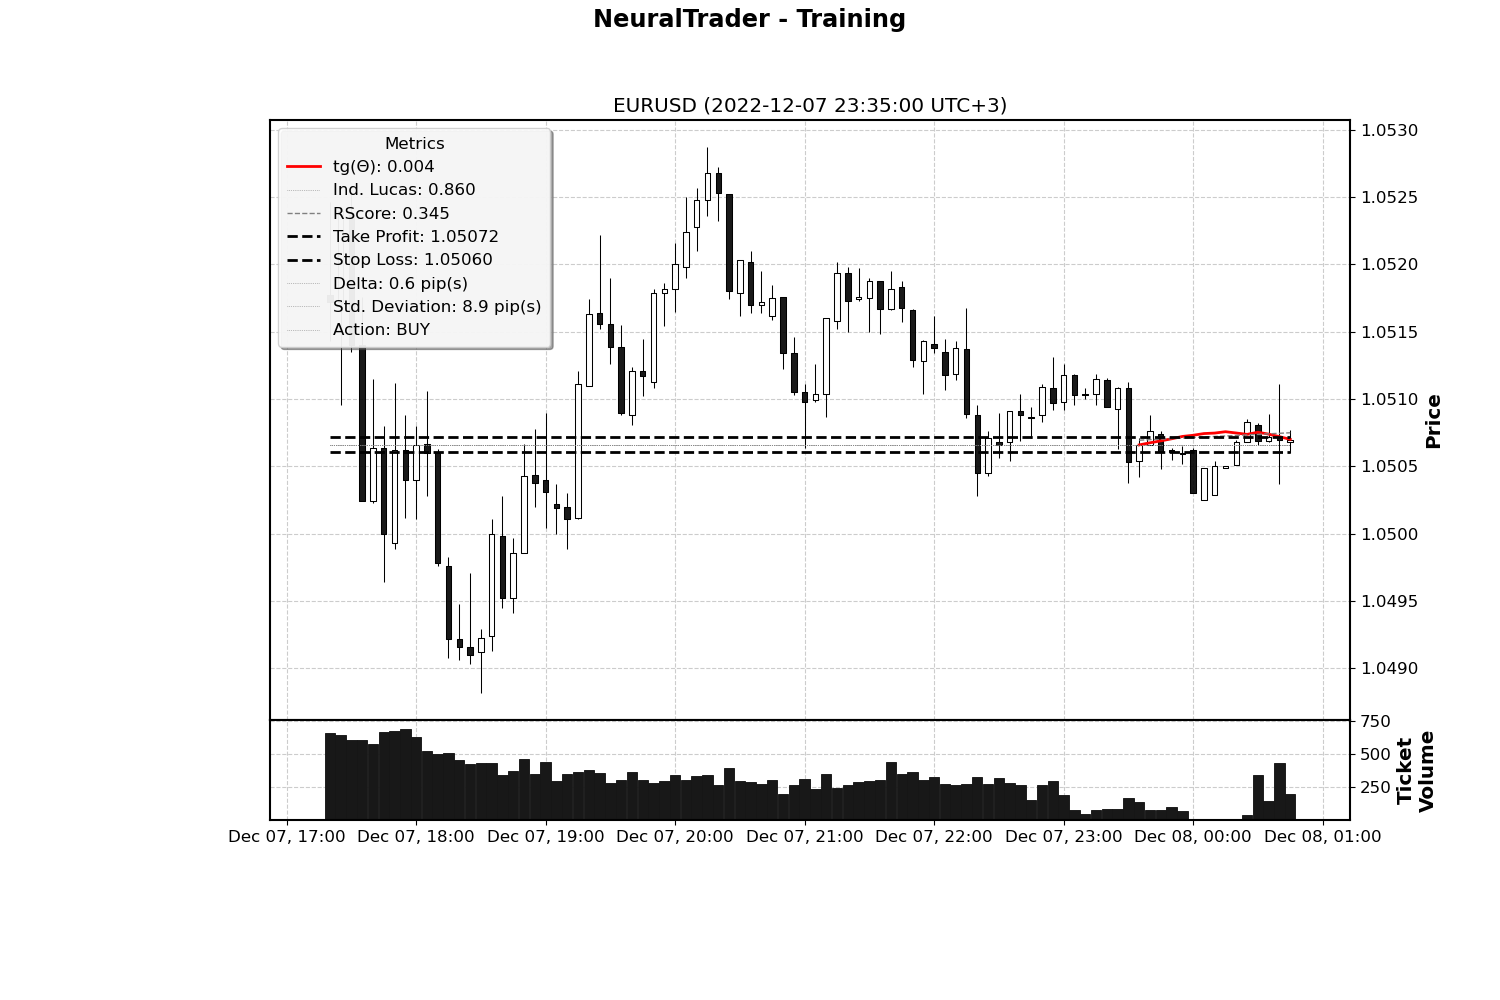 NeuralTrader - Training
EURUSD (2022-12-07 23:35:00 UTC+3)
Metrics
tg(Θ): 0.004
Ind. Lucas: 0.860
RScore: 0.345
Take Profit: 1.05072
Stop Loss: 1.05060
Delta: 0.6 pip(s)
Std. Deviation: 8.9 pip(s)
Action: BUY
1.0530
1.0525
1.0520
1.0515
1.0510
1.0505
1.0500
1.0495
1.0490
Price
750
500
250
Ticket
Volume
Dec 07, 17:00 Dec 07, 18:00 Dec 07, 19:00 Dec 07, 20:00 Dec 07, 21:00 Dec 07, 22:00 Dec 07, 23:00 Dec 08, 00:00 Dec 08, 01:00